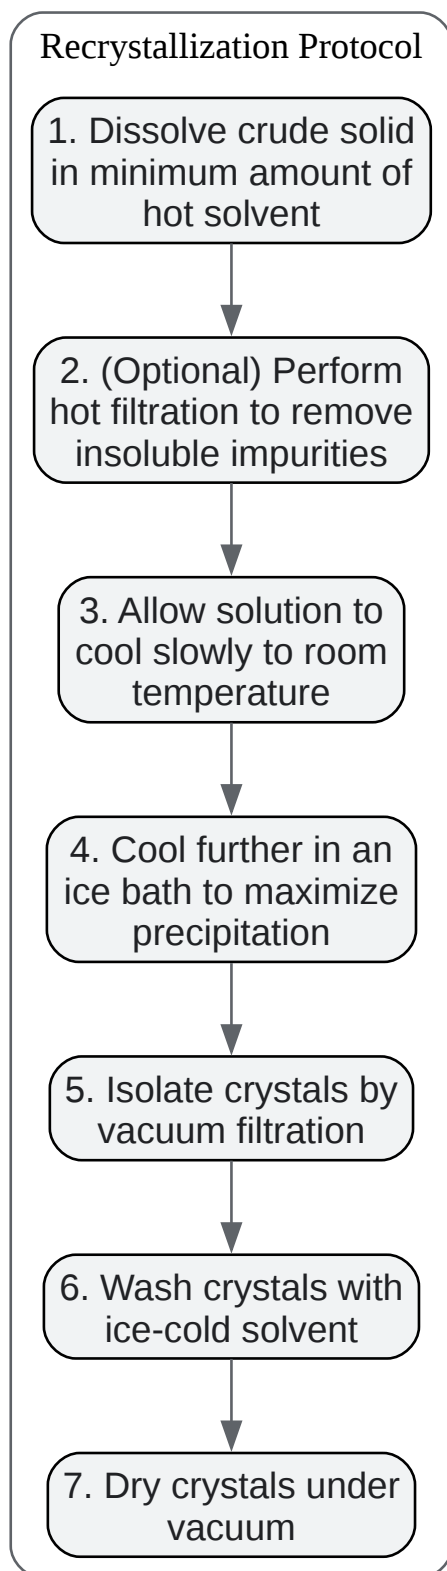 Recrystallization Protocol
1. Dissolve crude solid
in minimum amount of
hot solvent
2. (Optional) Perform
hot filtration to remove
insoluble impurities
3. Allow solution to
cool slowly to room
temperature
4. Cool further in an
ice bath to maximize
precipitation
5. Isolate crystals by
vacuum filtration
6. Wash crystals with
ice-cold solvent
7. Dry crystals under
vacuum